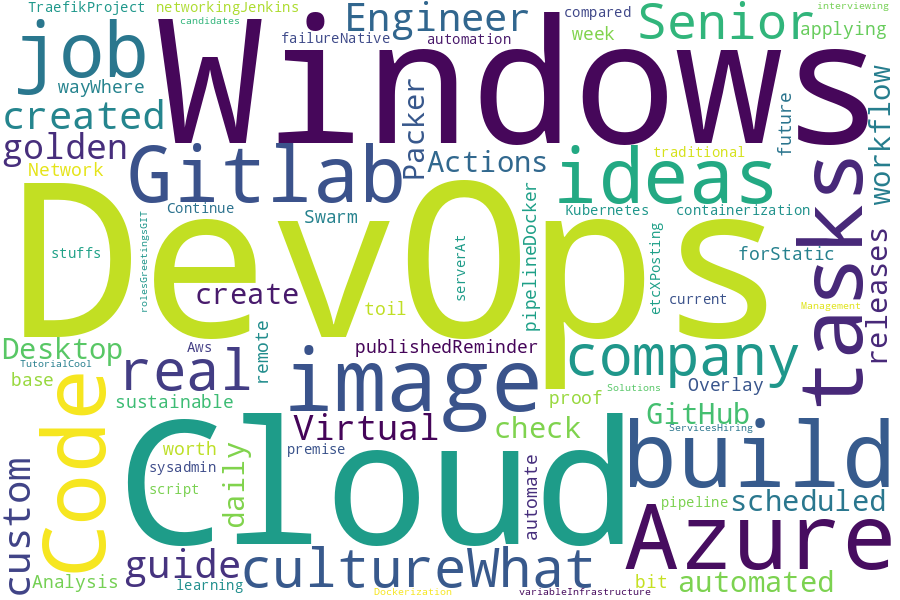 TraefikProject
networkingJenkins
candidates
Engineer
compared
interviewing
job
Windows
failureNative
automation
week
Senior
applying
wayWhere
created
Packer
future
workflow
golden
Gitlab
Actions
ideas
traditional
tasks
Network
Continue
Swarm
Kubernetes
containerization
DevOps
rolesGreetingsGIT
stuffs
serverAt
pipelineDocker
etcXPosting
forStatic
releases
create
toil
current
Management
Desktop
Aws
remote
publishedReminder
company
TutorialCool
real
image
base
Code
sustainable
proof
Solutions
Overlay
Virtual
check
GitHub
ServicesHiring
Cloud
build
worth
premise
sysadmin
daily
automate
script
custom
pipeline
scheduled
Azure
guide
cultureWhat
Analysis
learning
bit
automated
Dockerization
variableInfrastructure